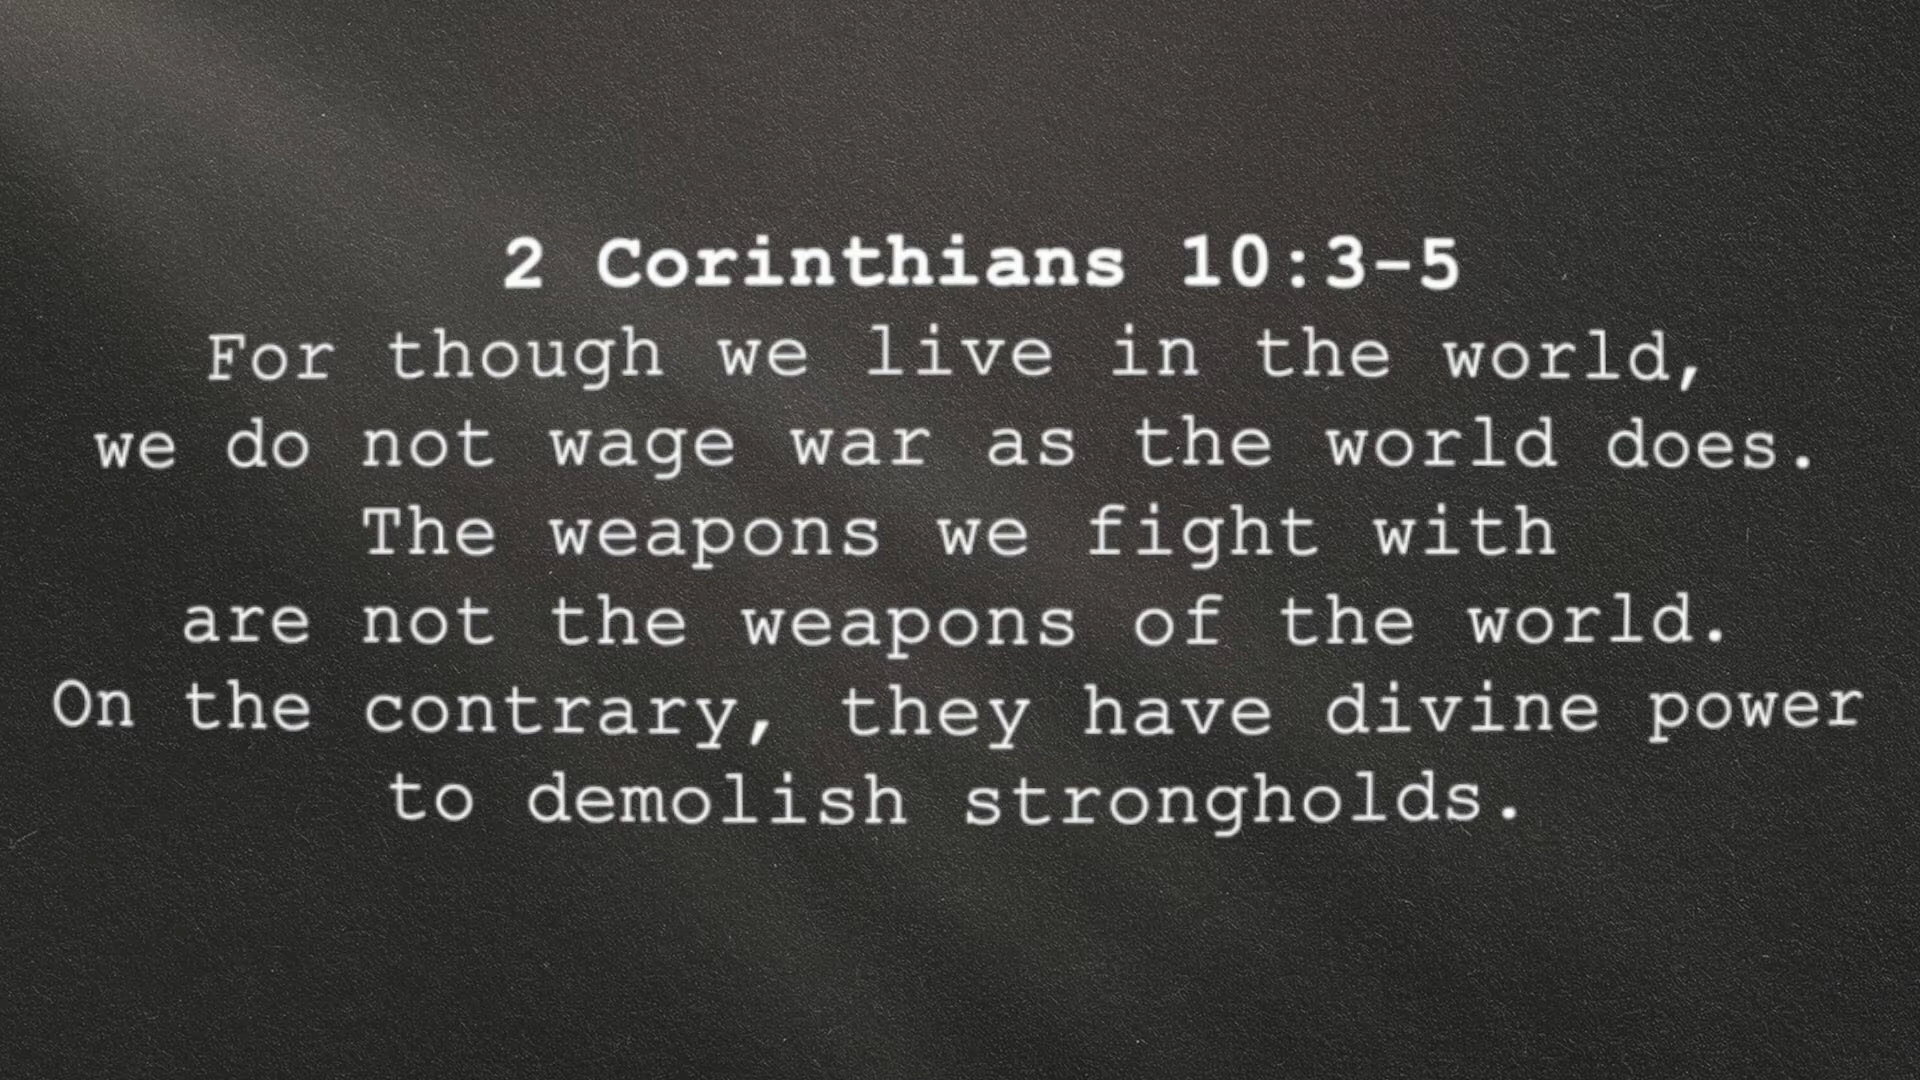 2 Corinthians 10:3-5
For though we live in the world,
we do not wage war as the world does.
The weapons we fight with
are not the weapons of the world.
On the contrary, they have divine power
to demolish strongholds.